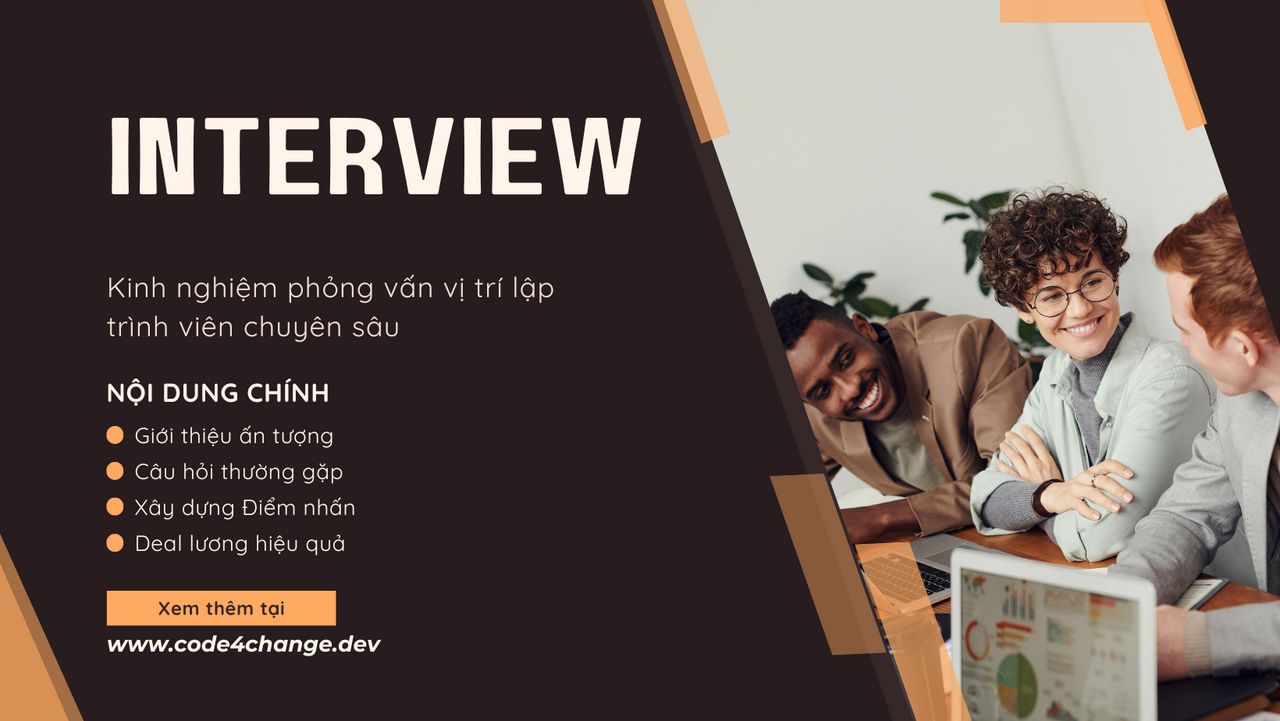 INTERVIEW
Kinh nghiệm phỏng vấn vị trí lập
trình viên chuyên sâu
NỘI DUNG CHÍNH
Giới thiệu ấn tượng
Câu hỏi thường gặp
Xây dựng Điểm nhấn
Deal lương hiệu quả
Xem thêm tại
www.code4change.dev